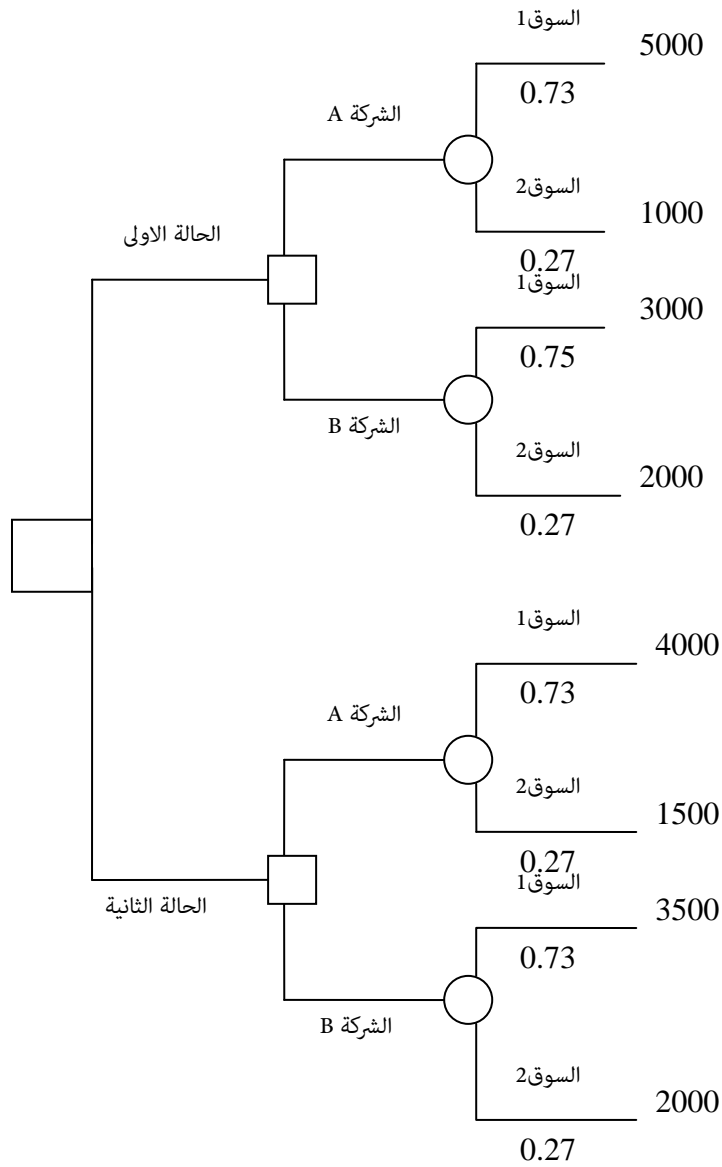 السوق1
5000
0.73
الشركة A
السوق2
1000
0.27
الحالة الاولى
السوق1
3000
0.75
الشركة B
السوق2
2000
0.27
السوق1
4000
0.73
الشركة A
السوق2
1500
0.27
الحالة الثانية
السوق1
3500
0.73
الشركة B
السوق2
2000
0.27